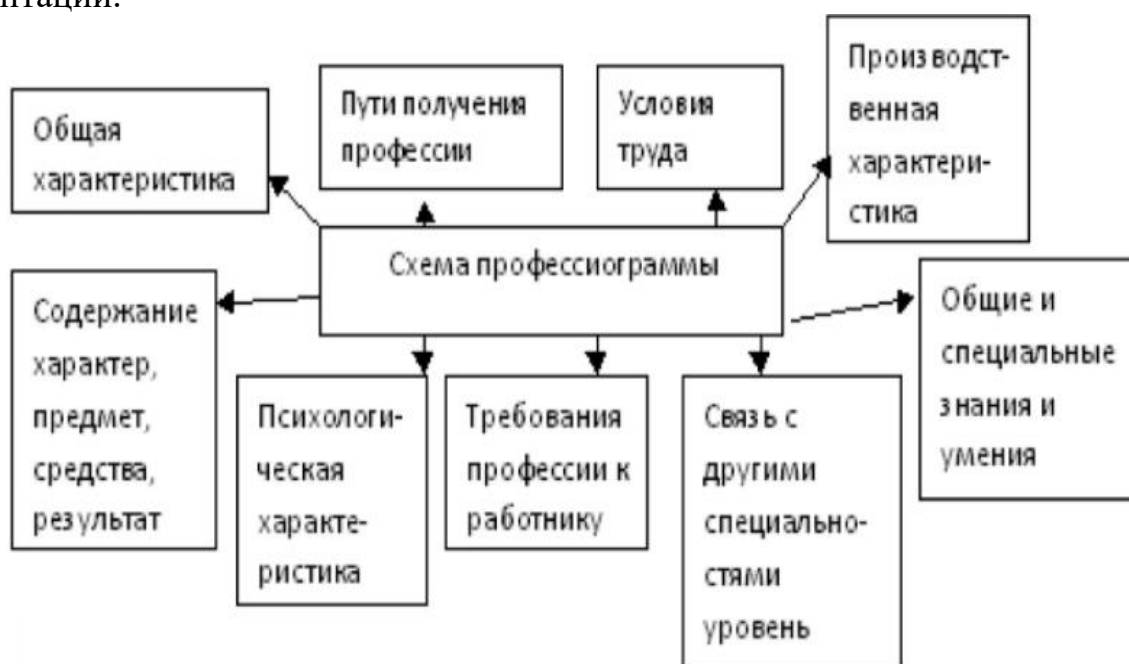 нтации.
Общая
характеристика
Пути получения
профессии
Условия
труда
Производст-
венная
характери-
стика
Схема профессиограммы
Содержание
характер,
предмет,
средства,
результат
Психологи-
ческая
характе-
ристика
Требования
профессии к
работнику
Связь с
другими
специально-
стями
уровень
Общие и
специальные
знания и
умения